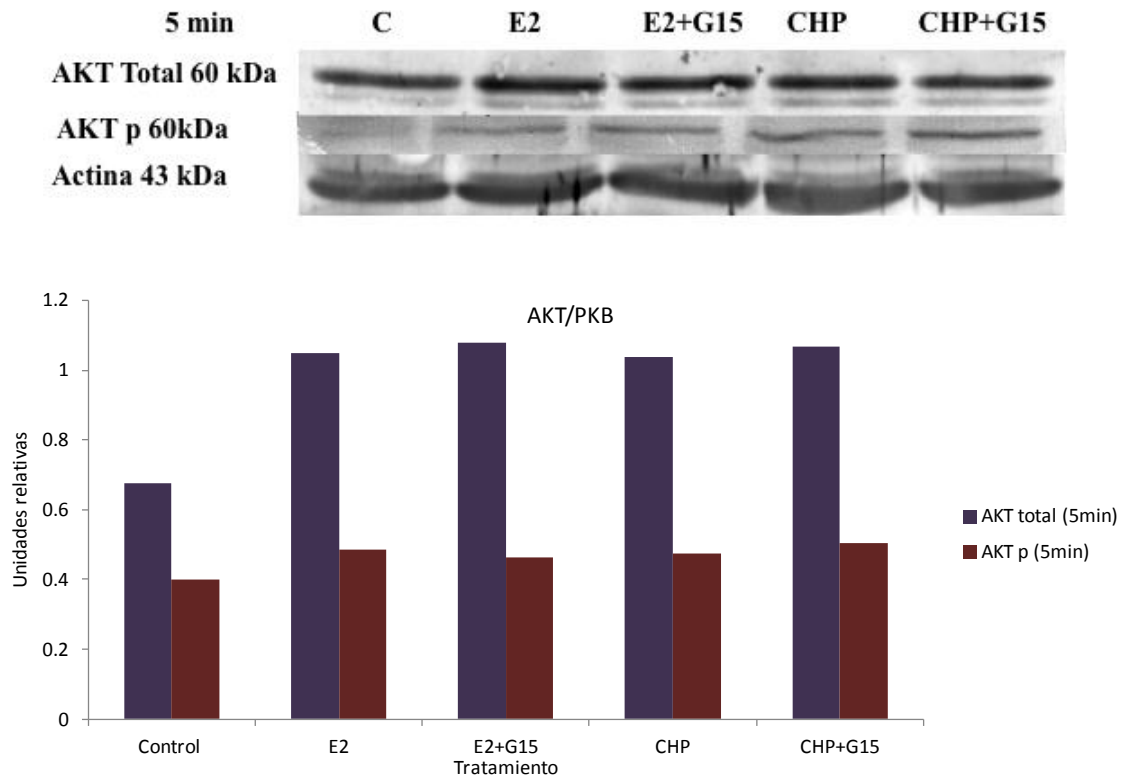 5 min C E2 E2+G15 CHP CHP+G15
AKT Total 60 kDa
AKT p 60kDa
Actina 43 kDa
AKT/PKB
1.2
1
0.8
0.6
0.4
0.2
0
Unidades relativas
Control E2 E2+G15 CHP CHP+G15
Tratamiento
AKT total (5min)
AKT p (5min)